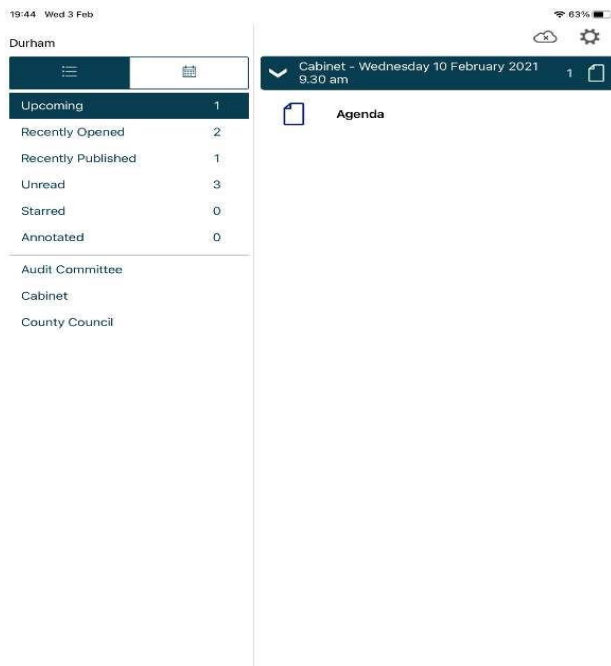 19:44 Wed 3 Feb
63%
Durham
Upcoming 1
Recently Opened 2
Recently Published 1
Unread 3
Starred 0
Annotated 0
Audit Committee
Cabinet
County Council
Cabinet - Wednesday 10 February 2021
9.30 am
1
Agenda